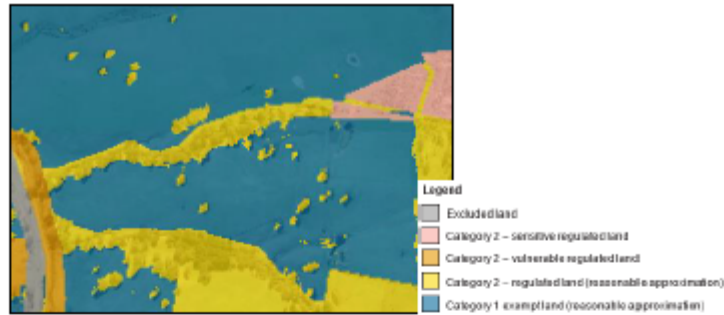 Legend
Excluded land
Category 2 – sensitive regulated land
Category 2 – vulnerable regulated land
Category 2 – regulated land (reasonable approximation)
Category 1 exempt land (reasonable approximation)